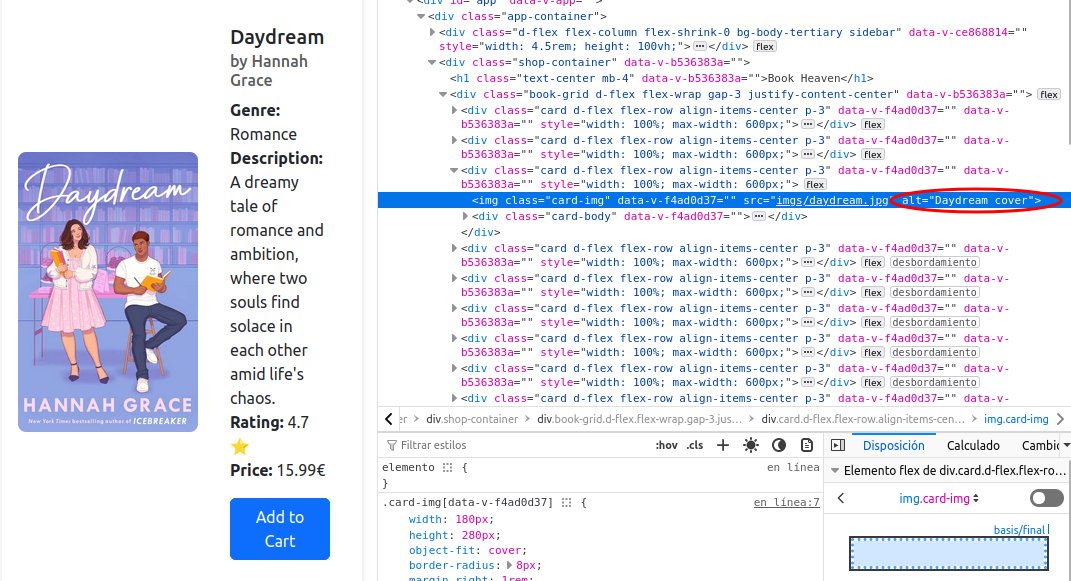 Daydream
by Hannah
Grace
Genre:
Romance
Description:
A dreamy
tale of
romance and
ambition,
where two
souls find
solace in
each other
amid life's
chaos.
Rating: 4.7
⭐
Price: 15.99€
Add to
Cart
Daydream
HANNAH GRACE
New York Times bestselling author of ICEBREAKER
<div id="app" data-v-app="">
<div class="app-container">
<div class="d-flex flex-column flex-shrink-0 bg-body-tertiary sidebar" data-v-ce868814=""
style="width: 4.5rem; height: 100vh;">⋯</div> flex
<div class="shop-container" data-v-b536383a="">
<h1 class="text-center mb-4" data-v-b536383a="">Book Heaven</h1>
<div class="book-grid d-flex flex-wrap gap-3 justify-content-center" data-v-b536383a=""> flex
<div class="card d-flex flex-row align-items-center p-3" data-v-f4ad0d37="" data-v-
b536383a="" style="width: 100%; max-width: 600px;">⋯</div> flex
<div class="card d-flex flex-row align-items-center p-3" data-v-f4ad0d37="" data-v-
b536383a="" style="width: 100%; max-width: 600px;">⋯</div> flex
<div class="card d-flex flex-row align-items-center p-3" data-v-f4ad0d37="" data-v-
b536383a="" style="width: 100%; max-width: 600px;"> flex
<img class="card-img" data-v-f4ad0d37="" src="imgs/daydream.jpg" alt="Daydream cover">
<div class="card-body" data-v-f4ad0d37="">⋯</div>
</div>
<div class="card d-flex flex-row align-items-center p-3" data-v-f4ad0d37="" data-v-
b536383a="" style="width: 100%; max-width: 600px;">⋯</div> flex desbordamiento
<div class="card d-flex flex-row align-items-center p-3" data-v-f4ad0d37="" data-v-
b536383a="" style="width: 100%; max-width: 600px;">⋯</div> flex desbordamiento
<div class="card d-flex flex-row align-items-center p-3" data-v-f4ad0d37="" data-v-
b536383a="" style="width: 100%; max-width: 600px;">⋯</div> flex desbordamiento
<div class="card d-flex flex-row align-items-center p-3" data-v-f4ad0d37="" data-v-
b536383a="" style="width: 100%; max-width: 600px;">⋯</div> flex desbordamiento
<div class="card d-flex flex-row align-items-center p-3" data-v-f4ad0d37="" data-v-
b536383a="" style="width: 100%; max-width: 600px;">⋯</div> flex desbordamiento
<div class="card d-flex flex-row align-items-center p-3" data-v-f4ad0d37="" data-v-
er > div.shop-container > div.book-grid.d-flex.flex-wrap.gap-3.jus… > div.card.d-flex.flex-row.align-items-cen… > img.card-img
Filtrar estilos :hov .cls +
elemento { en línea
}
.card-img[data-v-f4ad0d37] { en línea:7
width: 180px;
height: 280px;
object-fit: cover;
border-radius: 8px;
margin-right: 1rem;
Disposición Calculado Cambio
Elemento flex de div.card.d-flex.flex-ro…
img.card-img
basis/final